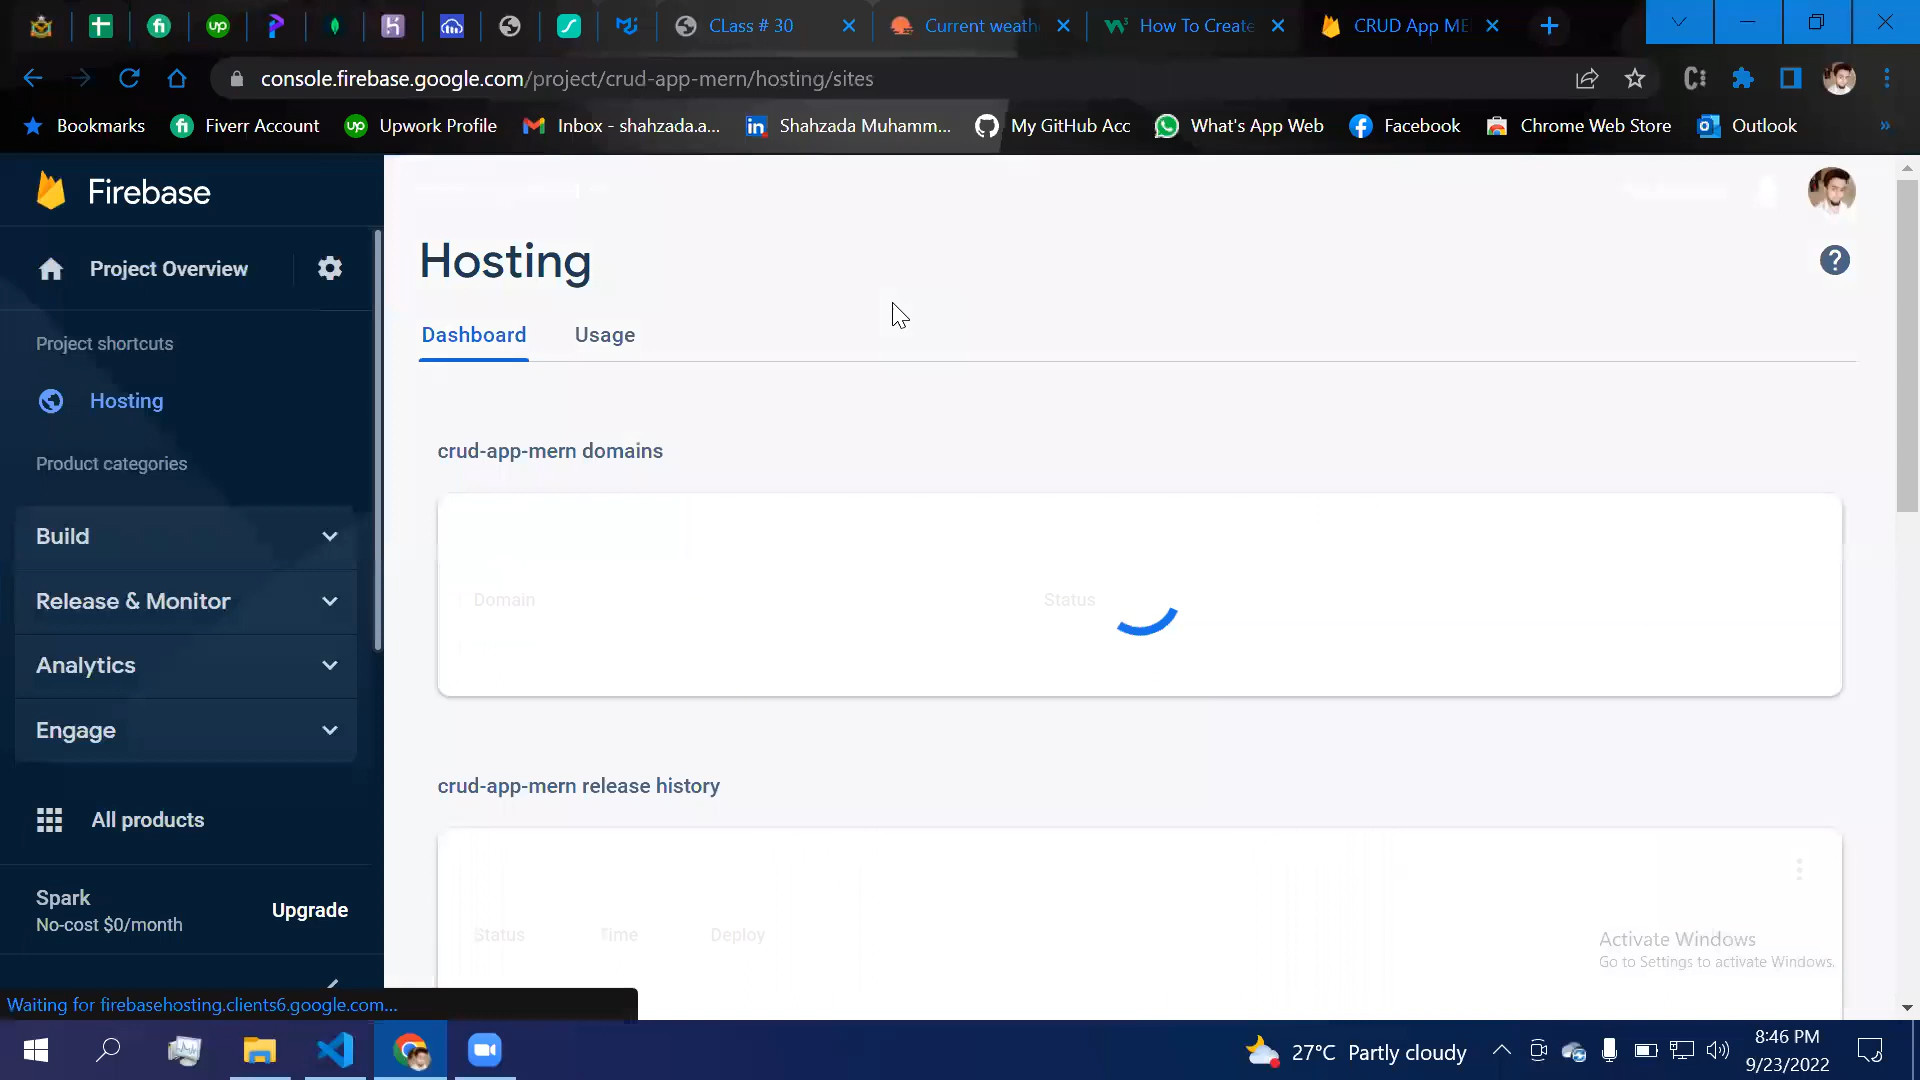 CLass # 30
Current weath
How To Create
CRUD App ME
console.firebase.google.com/project/crud-app-mern/hosting/sites
Bookmarks
Fiverr Account
Upwork Profile
Inbox - shahzada.a...
Shahzada Muhamm...
My GitHub Acc
What's App Web
Facebook
Chrome Web Store
Outlook
»
Firebase
Project Overview
Project shortcuts
Hosting
Product categories
Build
Release & Monitor
Analytics
Engage
All products
Spark
No-cost $0/month
Upgrade
Hosting
Dashboard
Usage
crud-app-mern domains
Domain
Status
crud-app-mern release history
Status
Time
Deploy
Activate Windows
Go to Settings to activate Windows.
Waiting for firebasehosting.clients6.google.com...
27°C Partly cloudy
8:46 PM
9/23/2022